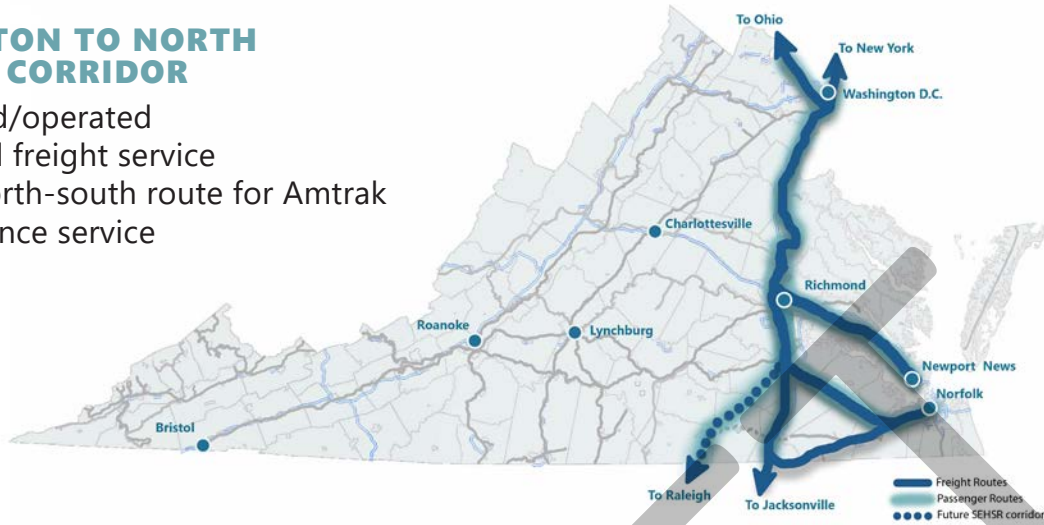 TON TO NORTH
CORRIDOR
d/operated
freight service
orth-south route for Amtrak
nce service
To Ohio
To New York
Washington D.C.
Charlottesville
Richmond
Roanoke
Lynchburg
Newport News
Norfolk
Bristol
To Raleigh
To Jacksonville
Freight Routes
Passenger Routes
Future SEHSR corridor